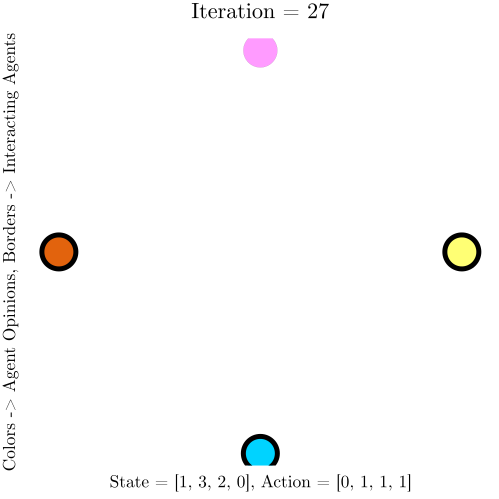 Iteration = 27
Colors -> Agent Opinions, Borders -> Interacting Agents
State = [1, 3, 2, 0], Action = [0, 1, 1, 1]